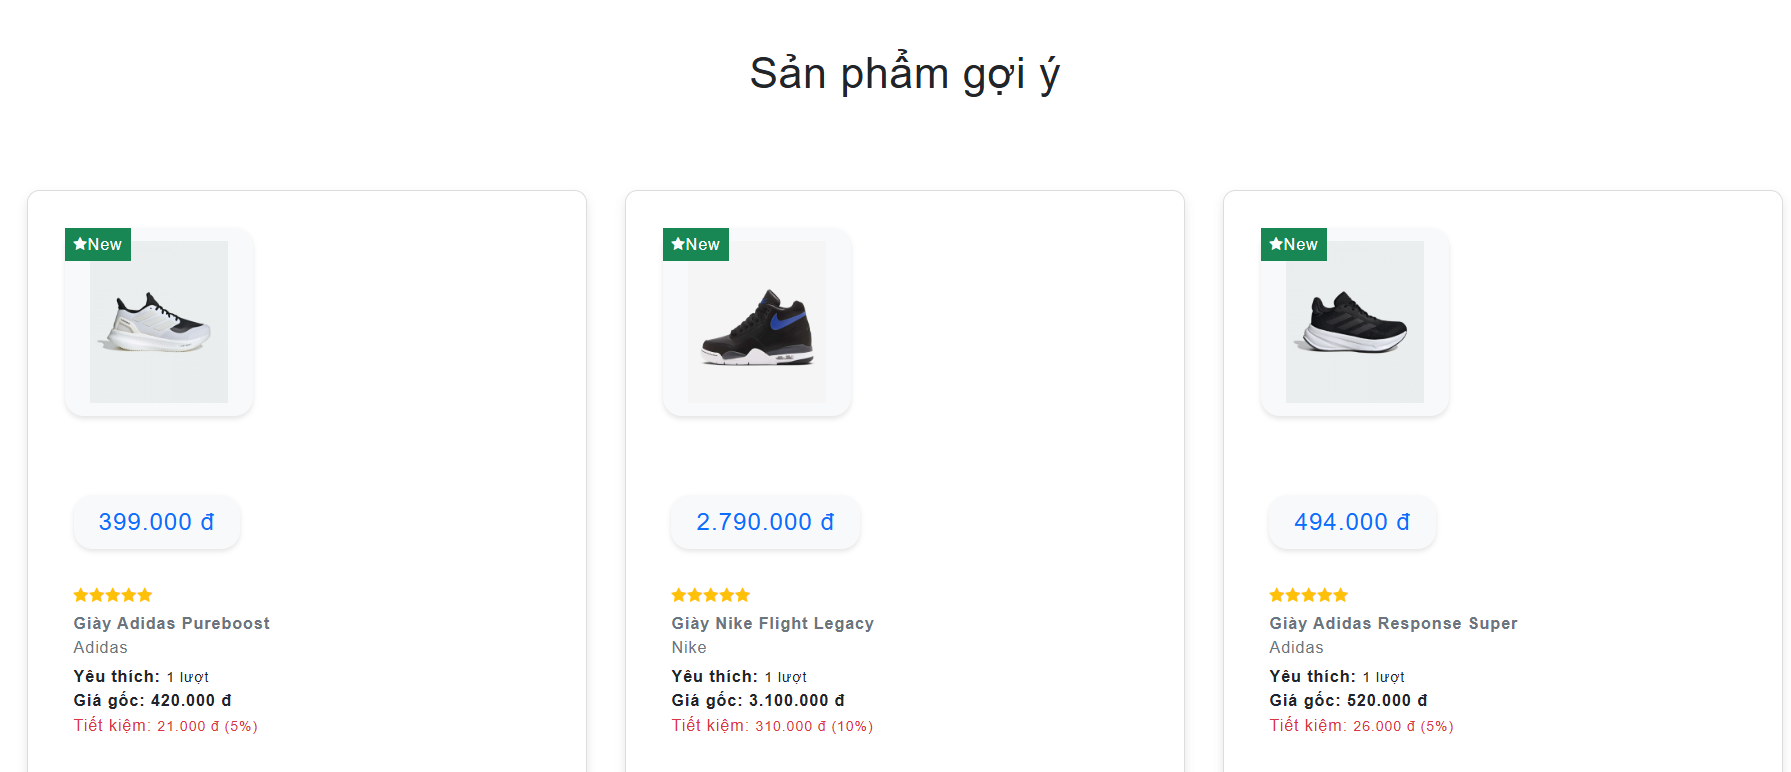 Sản phẩm gợi ý
New
399.000 đ
Giày Adidas Pureboost
Adidas
Yêu thích: 1 lượt
Giá gốc: 420.000 đ
Tiết kiệm: 21.000 đ (5%)
New
2.790.000 đ
Giày Nike Flight Legacy
Nike
Yêu thích: 1 lượt
Giá gốc: 3.100.000 đ
Tiết kiệm: 310.000 đ (10%)
New
494.000 đ
Giày Adidas Response Super
Adidas
Yêu thích: 1 lượt
Giá gốc: 520.000 đ
Tiết kiệm: 26.000 đ (5%)